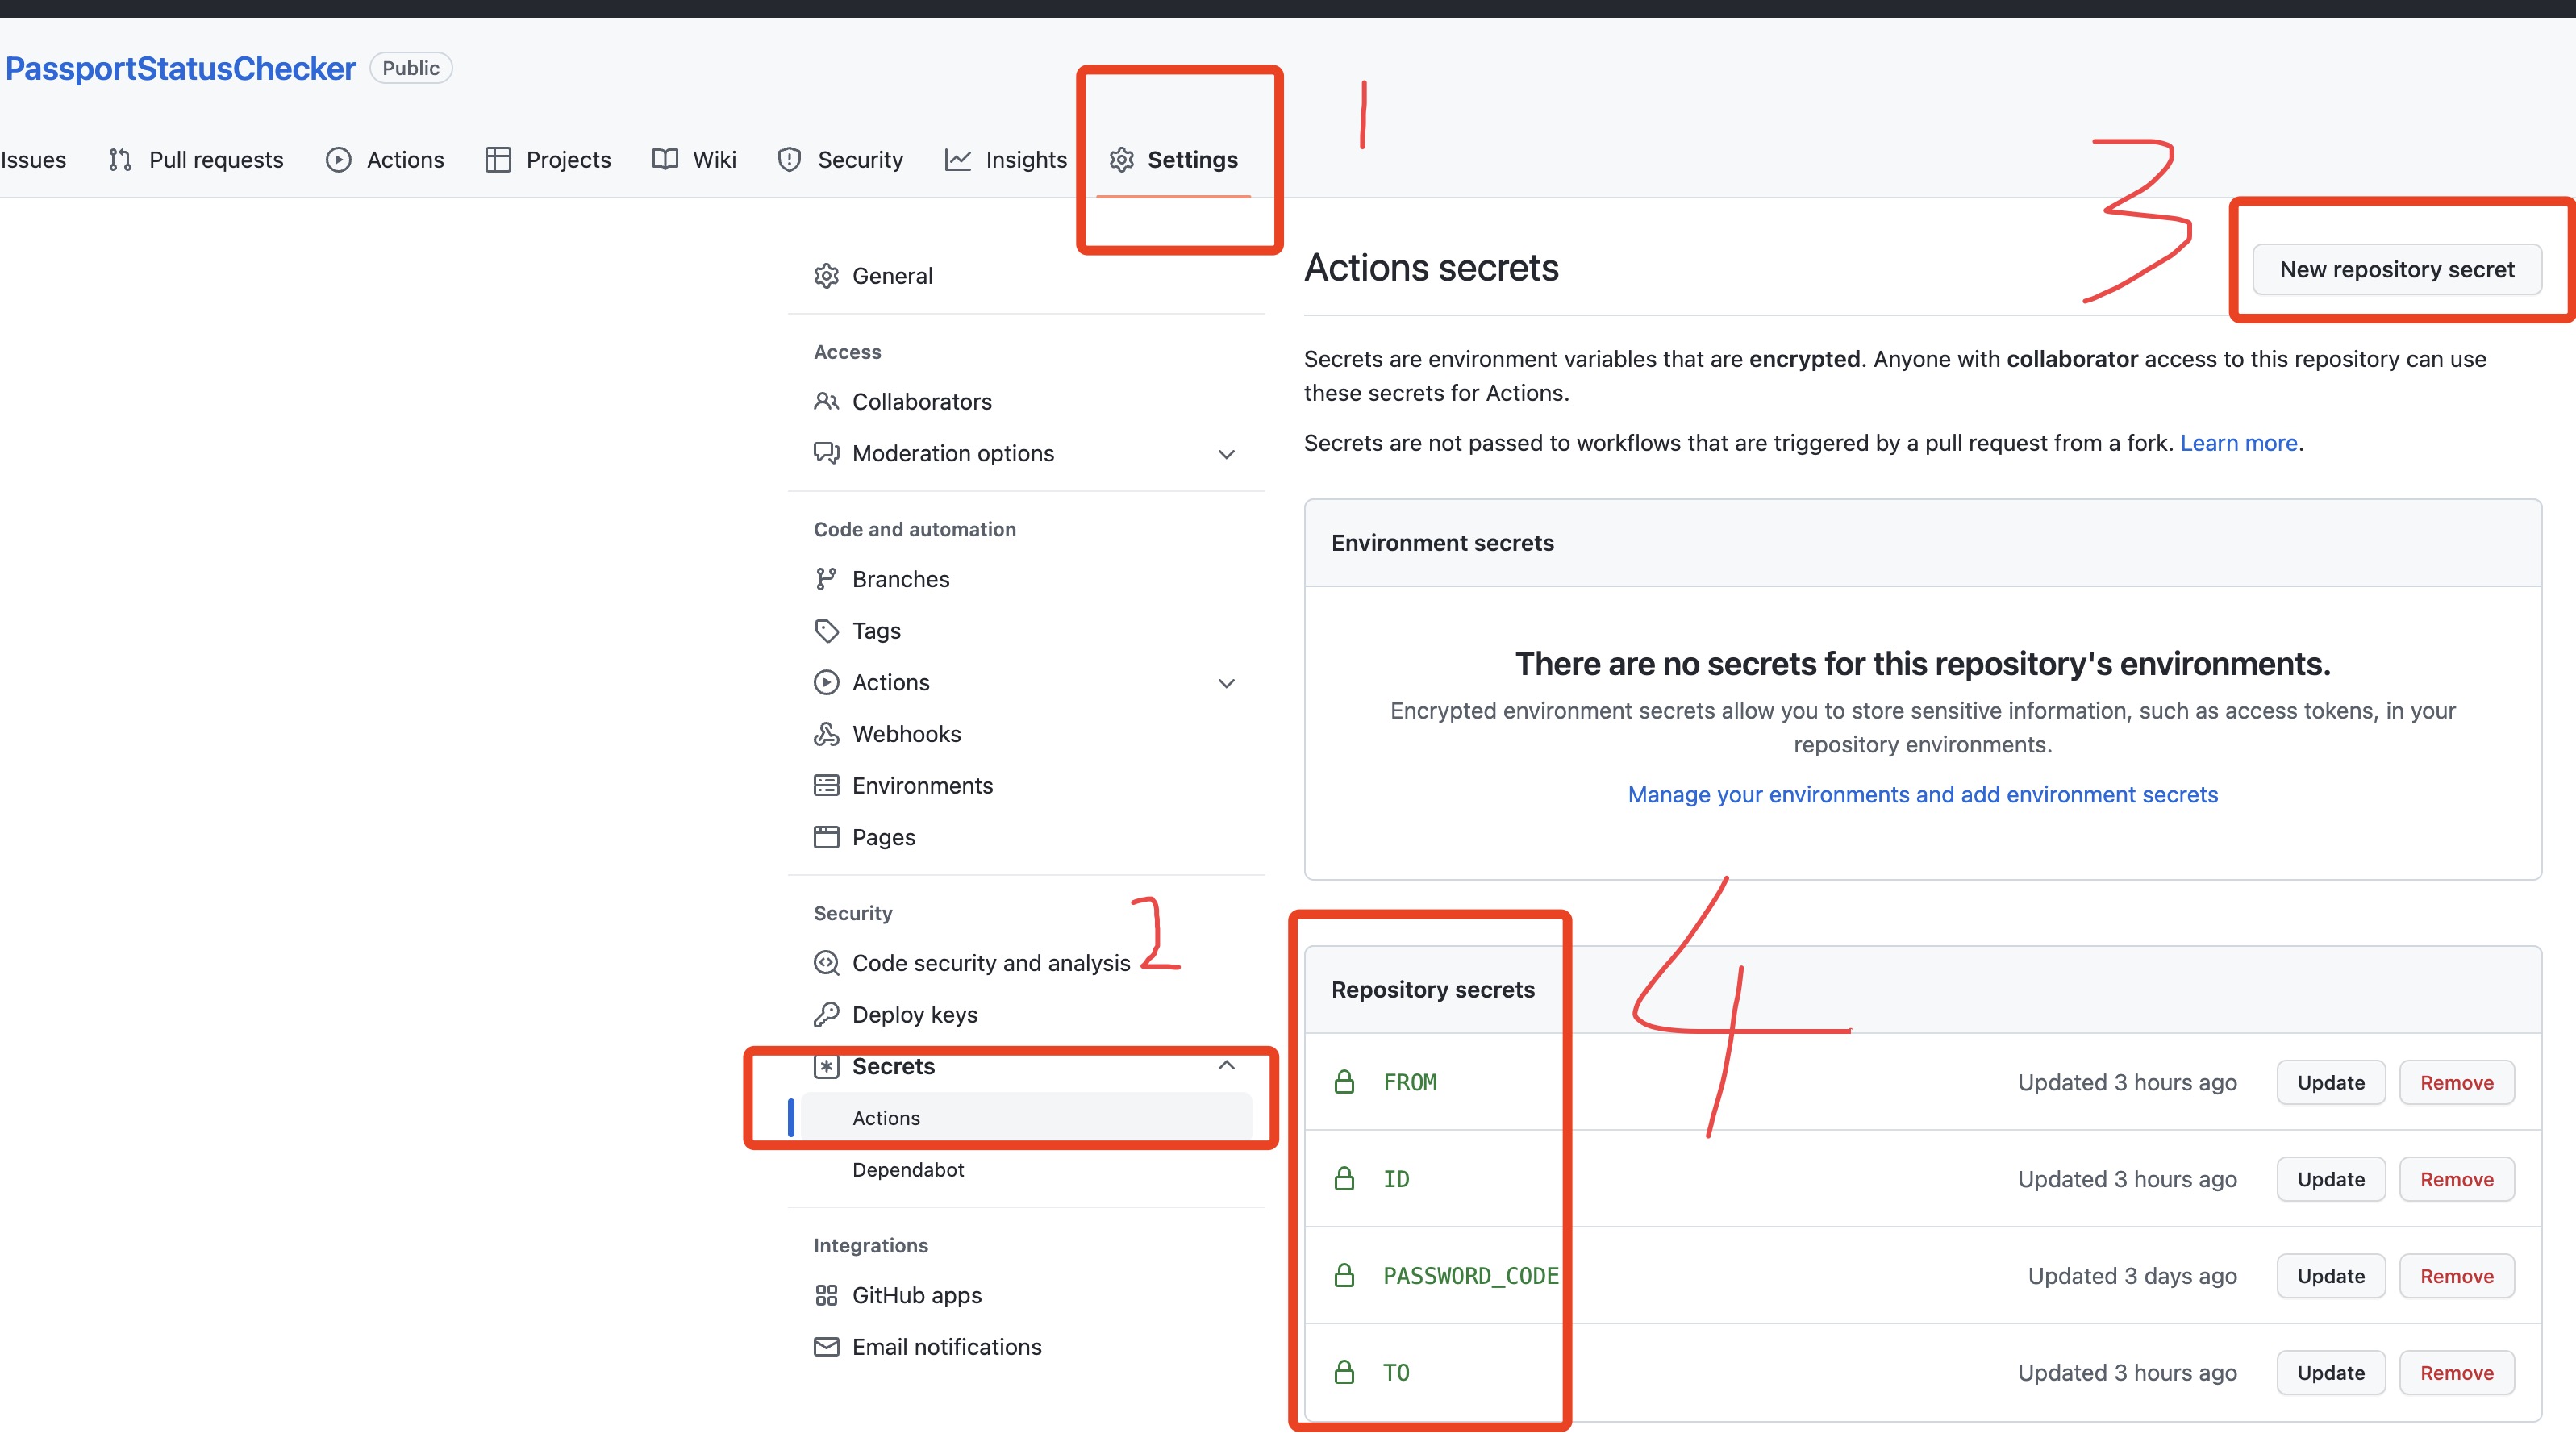 PassportStatusChecker Public
Issues Pull requests Actions Projects Wiki Security Insights Settings
1
3
General
Access
Collaborators
Moderation options
Code and automation
Branches
Tags
Actions
Webhooks
Environments
Pages
Security
2
Code security and analysis
Deploy keys
Secrets
Actions
Dependabot
Integrations
GitHub apps
Email notifications
Actions secrets
New repository secret
Secrets are environment variables that are encrypted. Anyone with collaborator access to this repository can use
these secrets for Actions.
Secrets are not passed to workflows that are triggered by a pull request from a fork. Learn more.
Environment secrets
There are no secrets for this repository's environments.
Encrypted environment secrets allow you to store sensitive information, such as access tokens, in your
repository environments.
Manage your environments and add environment secrets
4
Repository secrets
FROM Updated 3 hours ago Update Remove
ID Updated 3 hours ago Update Remove
PASSWORD_CODE Updated 3 days ago Update Remove
TO Updated 3 hours ago Update Remove